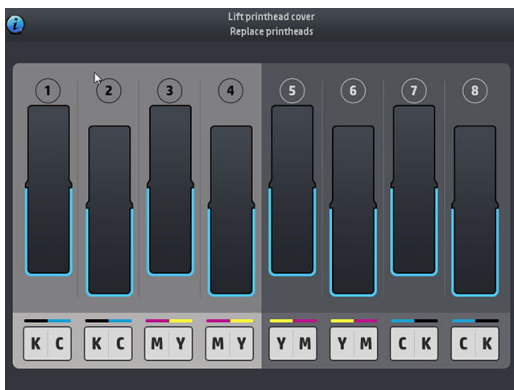 i
Lift printhead cover
Replace printheads
1 2 3 4 5 6 7 8
K C K C M Y M Y Y M Y M C K C K